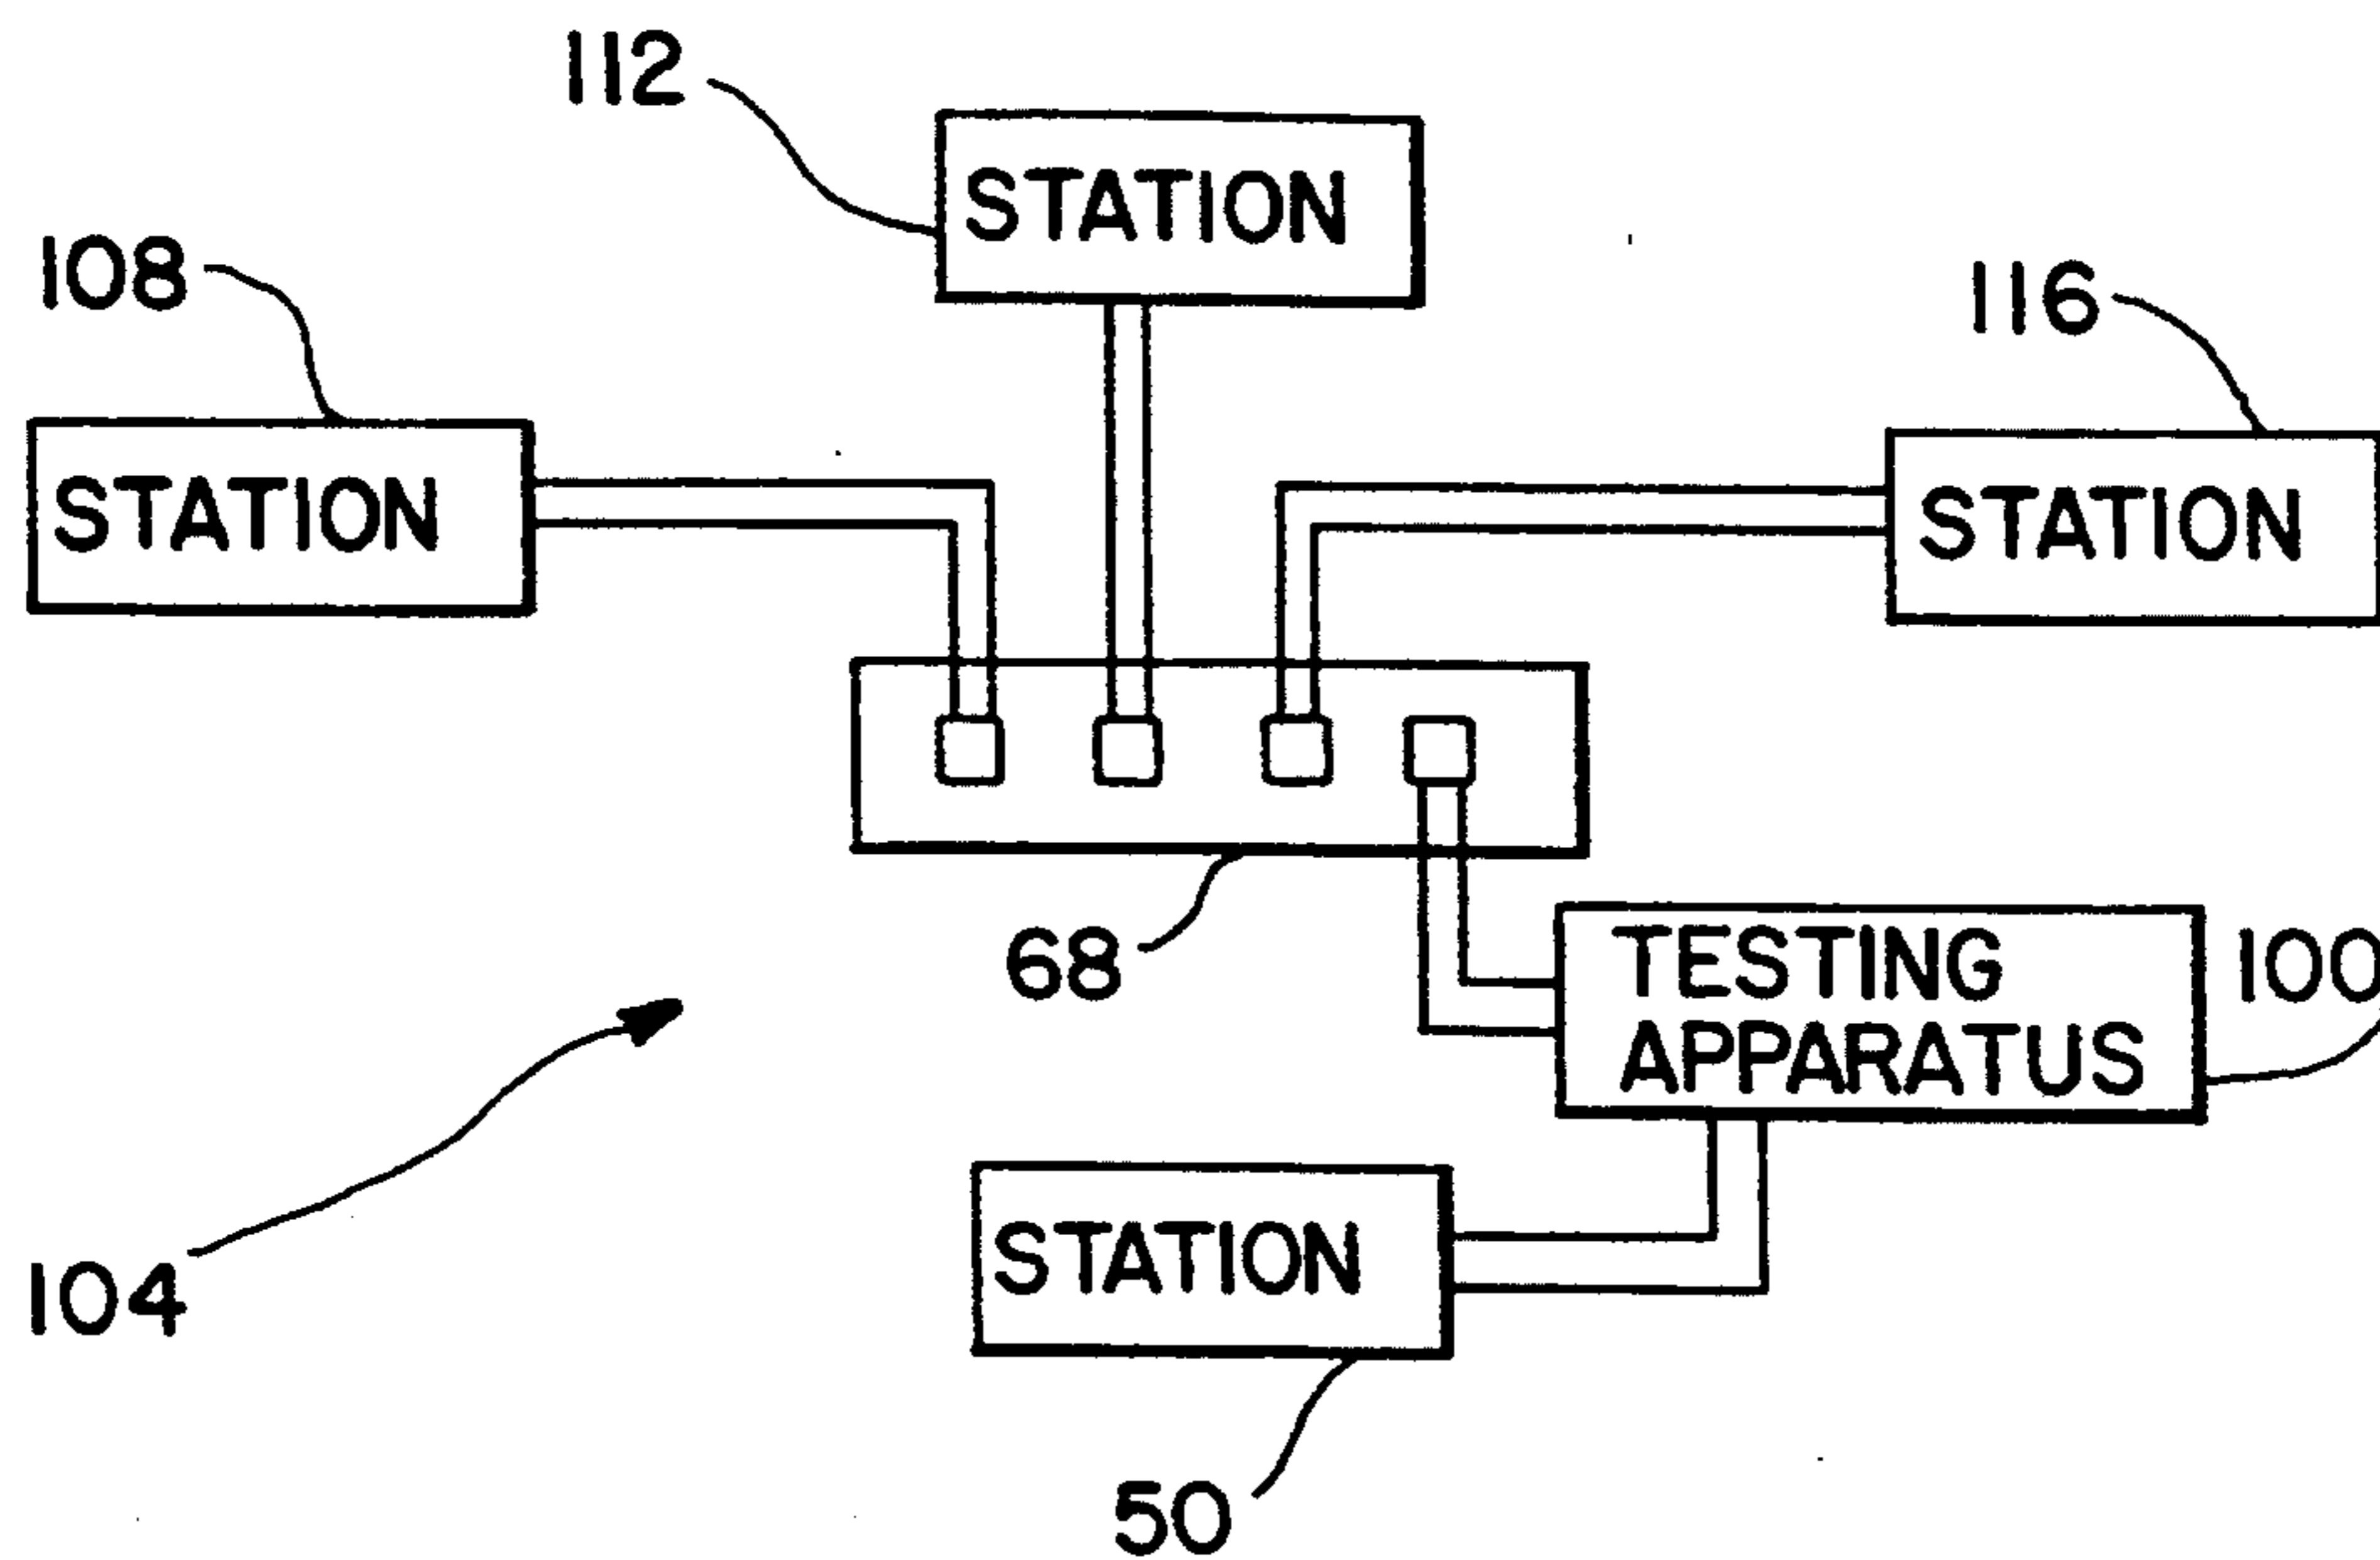 112
STATION
108
116
STATION
STATION
68
TESTING
APPARATUS
100
104
STATION
50